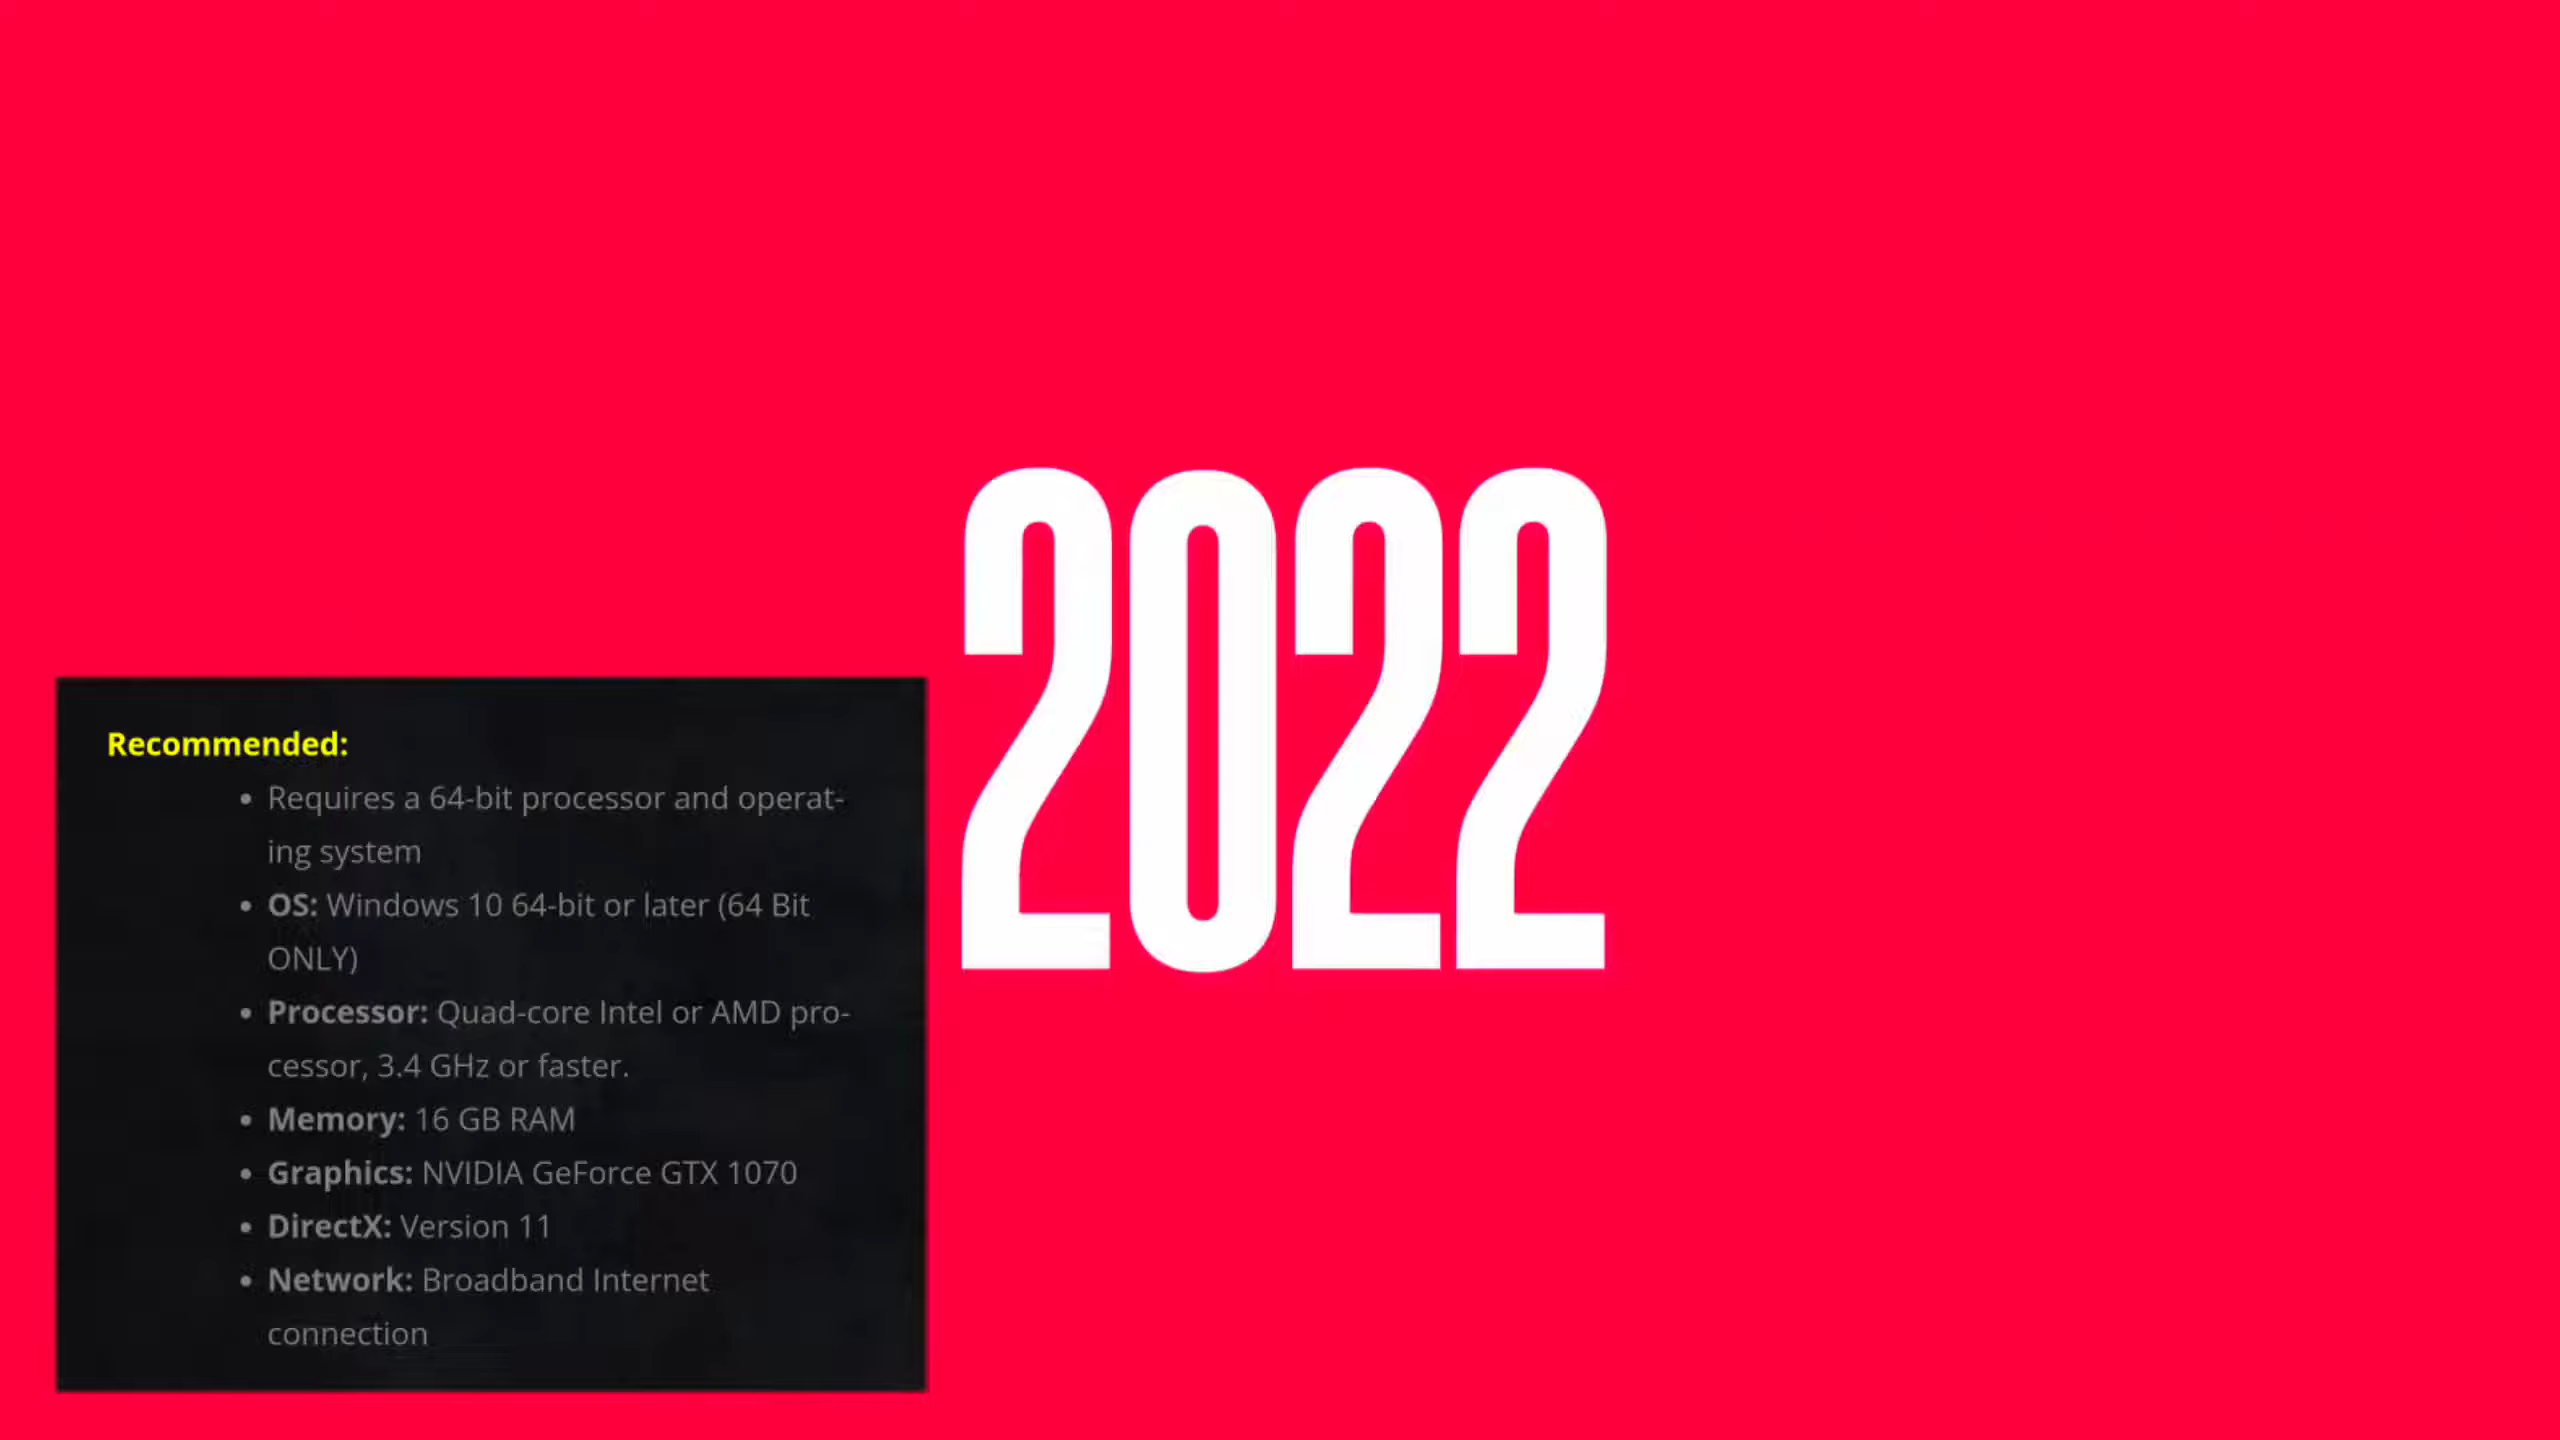 2022
Recommended:
• Requires a 64-bit processor and operat-
ing system
• OS: Windows 10 64-bit or later (64 Bit
ONLY)
• Processor: Quad-core Intel or AMD pro-
cessor, 3.4 GHz or faster.
• Memory: 16 GB RAM
• Graphics: NVIDIA GeForce GTX 1070
• DirectX: Version 11
• Network: Broadband Internet
connection